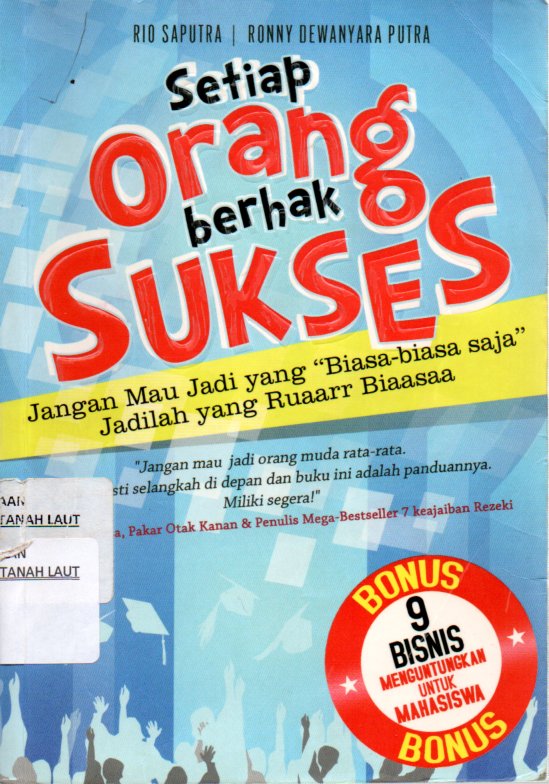 RIO SAPUTRA | RONNY DEWANYARA PUTRA
Setiap
orang
berhak
SUKSES
Jangan Mau Jadi yang “Biasa-biasa saja”
Jadilah yang Ruaarr Biaasaa
"Jangan mau jadi orang muda rata-rata.
selangkah di depan dan buku ini adalah panduannya.
Miliki segera!"
Pakar Otak Kanan & Penulis Mega-Bestseller 7 keajaiban Rezeki
TANAH LAUT
TANAH LAUT
BONUS
9
BISNIS
MENGUNTUNGKAN
UNTUK
MAHASISWA
BONUS